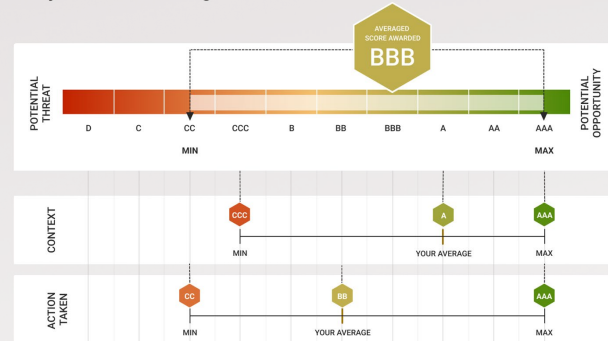 AVERAGED
SCORE AWARDED
BBB
POTENTIAL
THREAT
D C CC CCC B BB BBB A AA AAA
MIN MAX
POTENTIAL
OPPORTUNITY
CONTEXT
CCC A AAA
MIN YOUR AVERAGE MAX
ACTION
TAKEN
CC BB AAA
MIN YOUR AVERAGE MAX